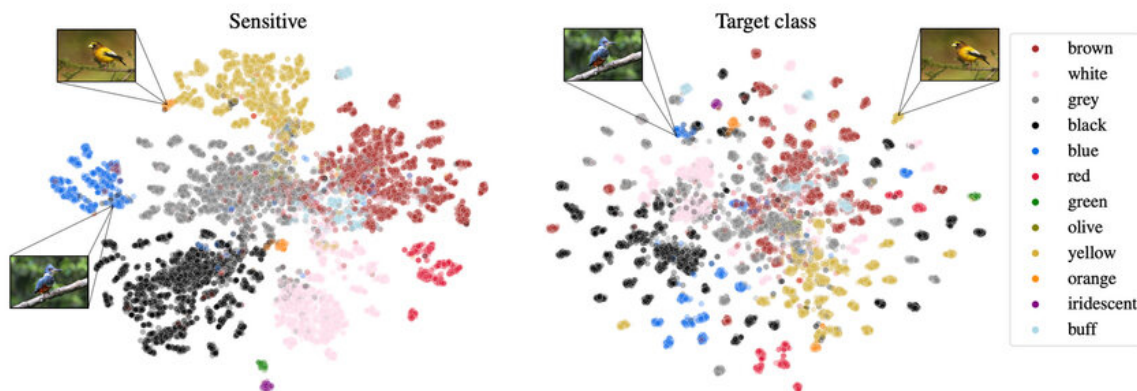 Sensitive
Target class
brown
white
grey
black
blue
red
green
olive
yellow
orange
iridescent
buff